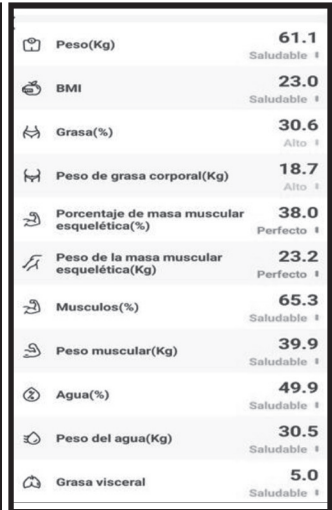 Peso(Kg) 61.1
Saludable
BMI 23.0
Saludable
Grasa(%) 30.6
Alto
Peso de grasa corporal(Kg) 18.7
Alto
Porcentaje de masa muscular esquelética(%) 38.0
Perfecto
Peso de la masa muscular esquelética(Kg) 23.2
Perfecto
Musculos(%) 65.3
Saludable
Peso muscular(Kg) 39.9
Saludable
Agua(%) 49.9
Saludable
Peso del agua(Kg) 30.5
Saludable
Grasa visceral 5.0
Saludable